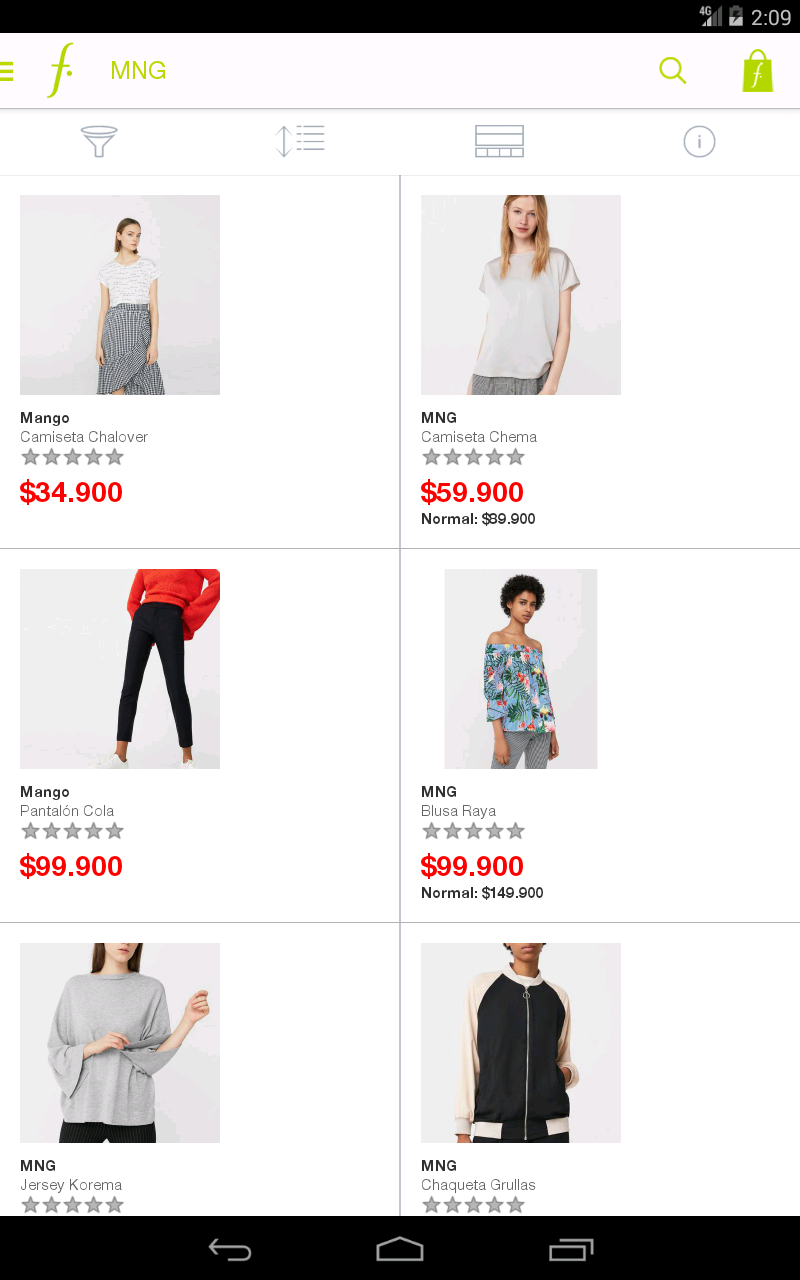 4G 2:09
f. MNG
Mango
Camiseta Chalover
$34.900
MNG
Camiseta Chema
$59.900
Normal: $89.900
Mango
Pantalón Cola
$99.900
MNG
Blusa Raya
$99.900
Normal: $149.900
MNG
Jersey Korema
MNG
Chaqueta Grullas